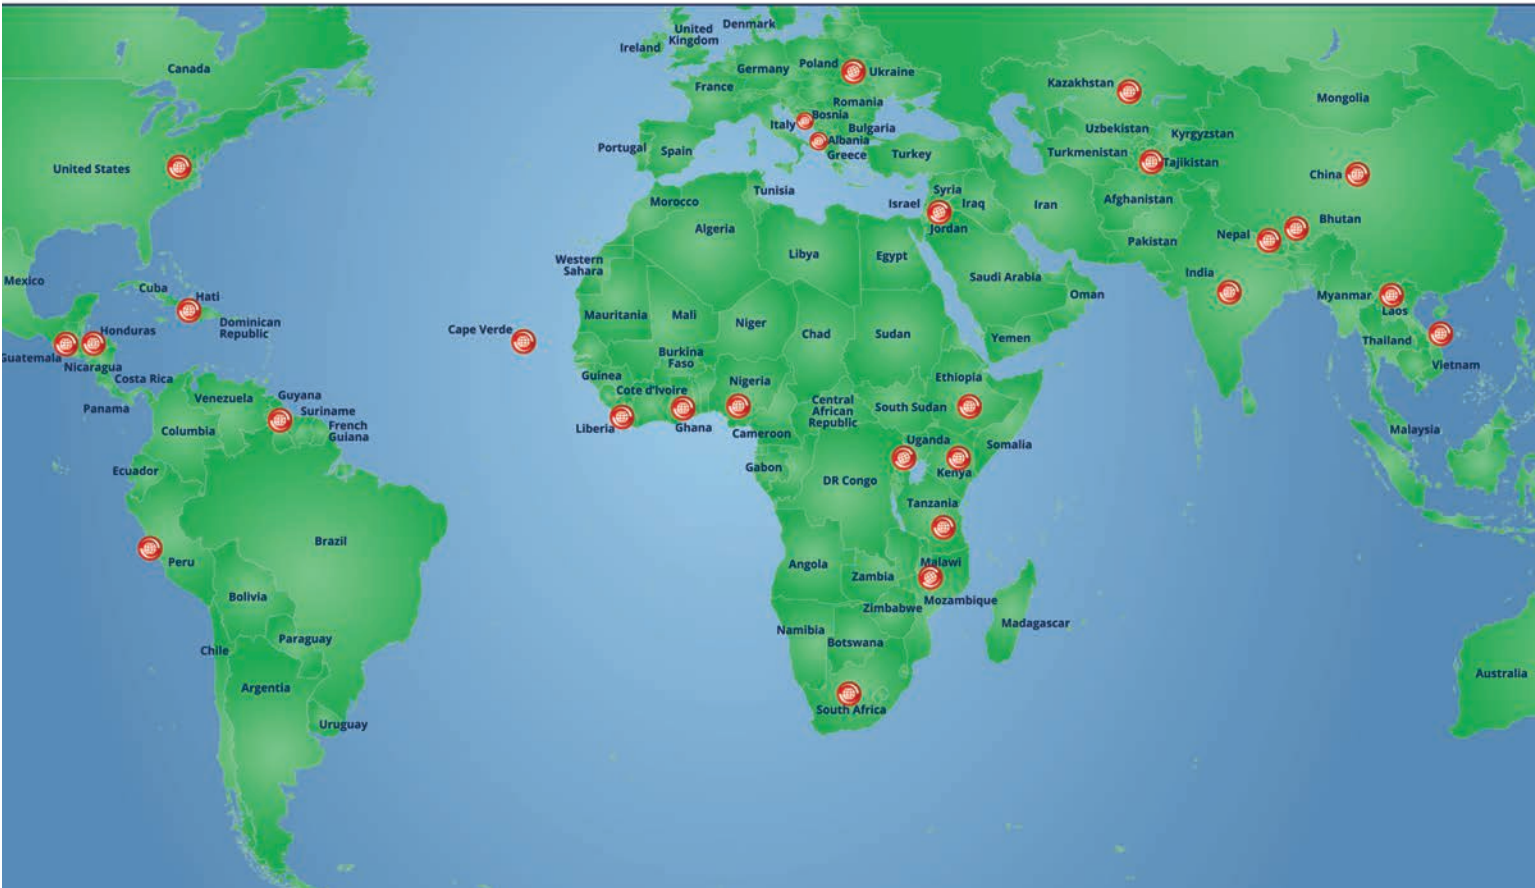 Canada
United States
Mexico
Cuba
Hati
Dominican
Republic
Honduras
Guatemala
Nicaragua
Costa Rica
Panama
Venezuela
Guyana
Suriname
French
Guiana
Columbia
Ecuador
Peru
Brazil
Bolivia
Paraguay
Chile
Argentia
Uruguay
Ireland
United
Kingdom
Denmark
Germany
Poland
Ukraine
France
Romania
Bosnia
Italy
Bulgaria
Albania
Greece
Portugal
Spain
Turkey
Tunisia
Morocco
Algeria
Libya
Egypt
Western
Sahara
Mauritania
Mali
Niger
Chad
Sudan
Cape Verde
Burkina
Faso
Guinea
Cote d'Ivoire
Nigeria
Liberia
Ghana
Cameroon
Central
African
Republic
South Sudan
Ethiopia
Somalia
Uganda
Kenya
Gabon
DR Congo
Tanzania
Angola
Zambia
Malawi
Mozambique
Zimbabwe
Namibia
Botswana
Madagascar
South Africa
Syria
Israel
Iraq
Jordan
Iran
Saudi Arabia
Oman
Yemen
Kazakhstan
Uzbekistan
Kyrgyzstan
Turkmenistan
Tajikistan
Afghanistan
Pakistan
Mongolia
China
Nepal
Bhutan
India
Myanmar
Laos
Thailand
Vietnam
Malaysia
Australia